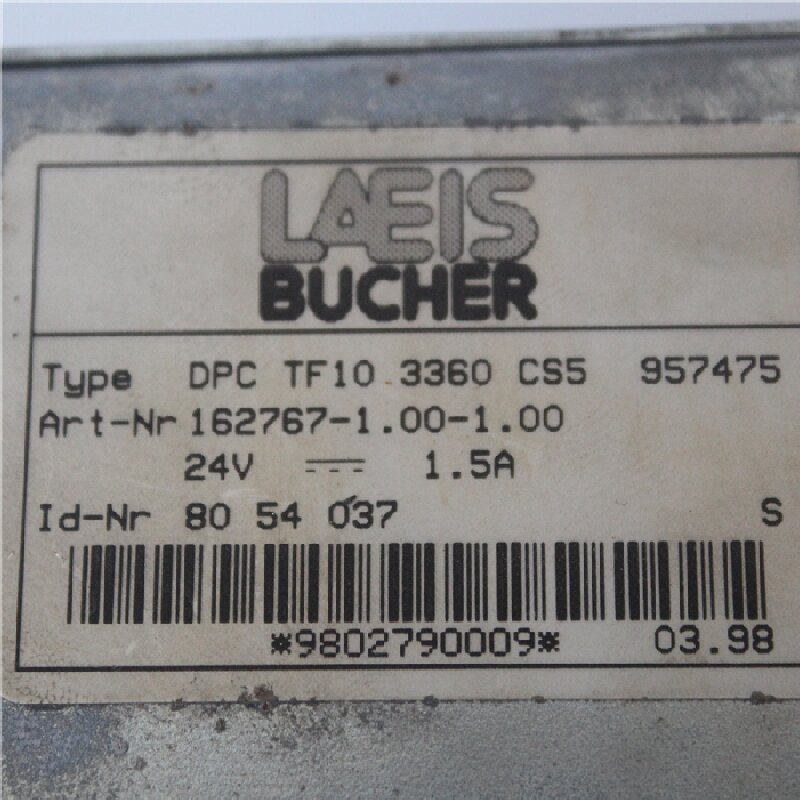 LAEIS
BUCHER
Type DPC TF10 3360 CS5 957475
Art-Nr 162767-1.00-1.00
24V ⎓ 1.5A
Id-Nr 80 54 037 S
*9802790009* 03.98